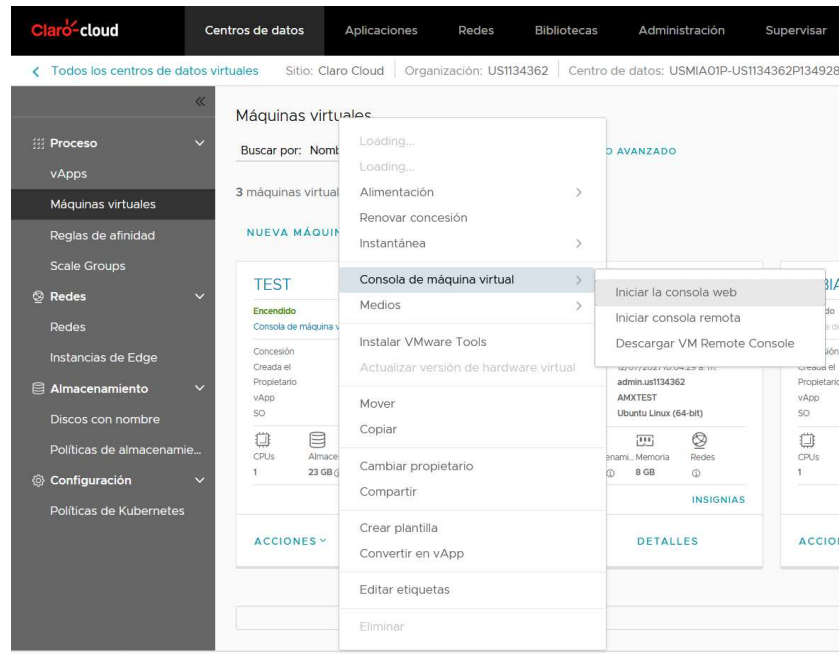 Claro-cloud
Centros de datos Aplicaciones Redes Bibliotecas Administración Supervisar
Todos los centros de datos virtuales Sitio: Claro Cloud Organización: US1134362 Centro de datos: USMIA01P-US1134362P134928
Máquinas virtuales
Proceso
vApps
Máquinas virtuales
Reglas de afinidad
Scale Groups
Redes
Redes
Instancias de Edge
Almacenamiento
Discos con nombre
Políticas de almacenamie...
Configuración
Políticas de Kubernetes
Buscar por: Nomb
O AVANZADO
3 máquinas virtual
NUEVA MÁQUIN
TEST
Encendido
Consola de máquina v
Concesión
Creada el
Propietario
vApp
SO
CPUs Almace
1 23 GB
ACCIONES
Loading...
Loading...
Alimentación
Renovar concesión
Instantánea
Consola de máquina virtual
Medios
Instalar VMware Tools
Actualizar versión de hardware virtual
Mover
Copiar
Cambiar propietario
Compartir
Crear plantilla
Convertir en vApp
Editar etiquetas
Eliminar
Iniciar la consola web
Iniciar consola remota
Descargar VM Remote Console
admin.us1134362
AMXTEST
Ubuntu Linux (64-bit)
enami... Memoria Redes
8 GB
INSIGNIAS
DETALLES
Creada el
Propietario
vApp
SO
CPUs
1
ACCION